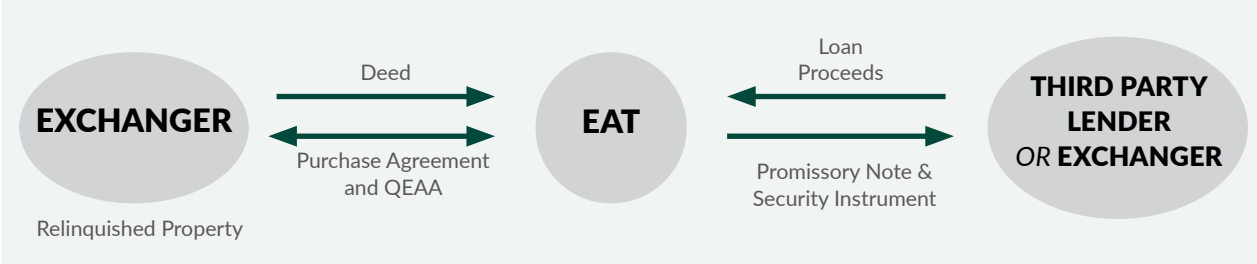 EXCHANGER
Relinquished Property
Deed
Purchase Agreement
and QEAA
EAT
Loan
Proceeds
Promissory Note &
Security Instrument
THIRD PARTY
LENDER
OR EXCHANGER